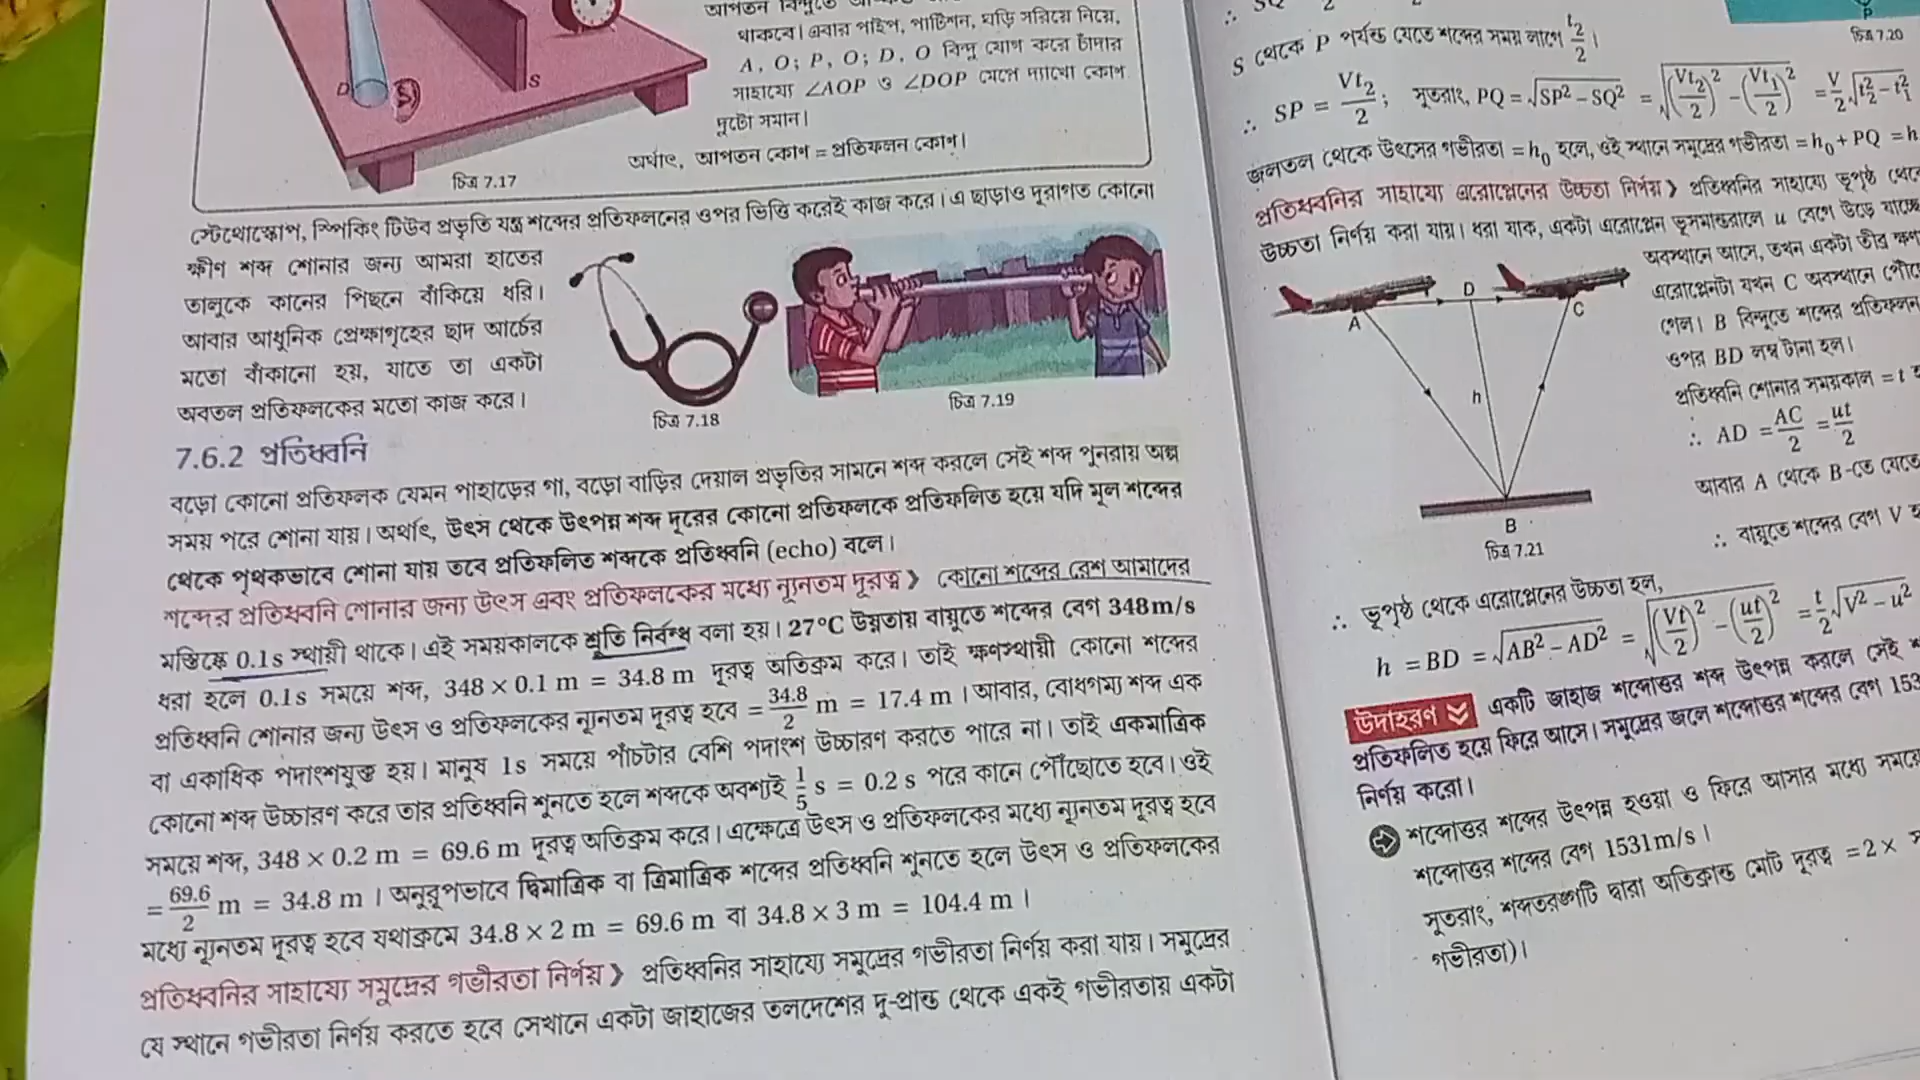 D
S
থাকবে। এবার পাইপ, পার্টিশন, ঘড়ি সরিয়ে নিয়ে,
A, O; P, O; D, O বিন্দু যোগ করে চাঁদার
সাহায্যে ∠AOP ও ∠DOP মেপে দ্যাখো কোণ
দুটো সমান।
অর্থাৎ, আপতন কোণ = প্রতিফলন কোণ।
চিত্র 7.17
স্টেথোস্কোপ, স্পিকিং টিউব প্রভৃতি যন্ত্র শব্দের প্রতিফলনের ওপর ভিত্তি করেই কাজ করে। এ ছাড়াও দূরাগত কোনো
ক্ষীণ শব্দ শোনার জন্য আমরা হাতের
তালুকে কানের পিছনে বাঁকিয়ে ধরি।
আবার আধুনিক প্রেক্ষাগৃহের ছাদ আর্চের
মতো বাঁকানো হয়, যাতে তা একটা
অবতল প্রতিফলকের মতো কাজ করে।
চিত্র 7.18
চিত্র 7.19
7.6.2 প্রতিধ্বনি
বড়ো কোনো প্রতিফলক যেমন পাহাড়ের গা, বড়ো বাড়ির দেয়াল প্রভৃতির সামনে শব্দ করলে সেই শব্দ পুনরায় অল্প
সময় পরে শোনা যায়। অর্থাৎ, উৎস থেকে উৎপন্ন শব্দ দূরের কোনো প্রতিফলকে প্রতিফলিত হয়ে যদি মূল শব্দের
থেকে পৃথকভাবে শোনা যায় তবে প্রতিফলিত শব্দকে প্রতিধ্বনি (echo) বলে।
শব্দের প্রতিধ্বনি শোনার জন্য উৎস এবং প্রতিফলকের মধ্যে ন্যূনতম দূরত্ব❯ কোনো শব্দের রেশ আমাদের
মস্তিষ্কে 0.1s স্থায়ী থাকে। এই সময়কালকে শ্রুতি নির্বন্ধ বলা হয়। 27°C উষ্ণতায় বায়ুতে শব্দের বেগ 348m/s
ধরা হলে 0.1s সময়ে শব্দ, 348 × 0.1 m = 34.8 m দূরত্ব অতিক্রম করে। তাই ক্ষণস্থায়ী কোনো শব্দের
প্রতিধ্বনি শোনার জন্য উৎস ও প্রতিফলকের ন্যূনতম দূরত্ব হবে = 34.8/2 m = 17.4 m। আবার, বোধগম্য শব্দ এক
বা একাধিক পদাংশযুক্ত হয়। মানুষ 1s সময়ে পাঁচটার বেশি পদাংশ উচ্চারণ করতে পারে না। তাই একমাত্রিক
কোনো শব্দ উচ্চারণ করে তার প্রতিধ্বনি শুনতে হলে শব্দকে অবশ্যই 1/5 s = 0.2 s পরে কানে পৌঁছোতে হবে। ওই
সময়ে শব্দ, 348 × 0.2 m = 69.6 m দূরত্ব অতিক্রম করে। এক্ষেত্রে উৎস ও প্রতিফলকের মধ্যে ন্যূনতম দূরত্ব হবে
= 69.6/2 m = 34.8 m। অনুরূপভাবে দ্বিমাত্রিক বা ত্রিমাত্রিক শব্দের প্রতিধ্বনি শুনতে হলে উৎস ও প্রতিফলকের
মধ্যে ন্যূনতম দূরত্ব হবে যথাক্রমে 34.8 × 2 m = 69.6 m বা 34.8 × 3 m = 104.4 m।
প্রতিধ্বনির সাহায্যে সমুদ্রের গভীরতা নির্ণয়❯ প্রতিধ্বনির সাহায্যে সমুদ্রের গভীরতা নির্ণয় করা যায়। সমুদ্রের
যে স্থানে গভীরতা নির্ণয় করতে হবে সেখানে একটা জাহাজের তলদেশের দু-প্রান্ত থেকে একই গভীরতায় একটা
P
চিত্র 7.20
S থেকে P পর্যন্ত যেতে শব্দের সময় লাগে t₂/2।
∴ SP = Vt₂/2; সুতরাং, PQ = √(SP² − SQ²) = √((Vt₂/2)² − (Vt₁/2)²) = V/2 √(t₂² − t₁²)
জলতল থেকে উৎসের গভীরতা = h₀ হলে, ওই স্থানে সমুদ্রের গভীরতা = h₀ + PQ = h
প্রতিধ্বনির সাহায্যে এরোপ্লেনের উচ্চতা নির্ণয়❯ প্রতিধ্বনির সাহায্যে ভূপৃষ্ঠ থেকে
উচ্চতা নির্ণয় করা যায়। ধরা যাক, একটা এরোপ্লেন ভূসমান্তরালে u বেগে উড়ে যাচ্ছে
অবস্থানে আসে, তখন একটা তীব্র ক্ষণ
এরোপ্লেনটা যখন C অবস্থানে পৌঁছে
গেল। B বিন্দুতে শব্দের প্রতিফলন
ওপর BD লম্ব টানা হল।
প্রতিধ্বনি শোনার সময়কাল = t
∴ AD = AC/2 = ut/2
আবার A থেকে B-তে যেতে
∴ বায়ুতে শব্দের বেগ V
A
D
C
h
B
চিত্র 7.21
∴ ভূপৃষ্ঠ থেকে এরোপ্লেনের উচ্চতা হল,
h = BD = √(AB² − AD²) = √((Vt/2)² − (ut/2)²) = t/2 √(V² − u²)
উদাহরণ একটি জাহাজ শব্দোত্তর শব্দ উৎপন্ন করলে সেই
প্রতিফলিত হয়ে ফিরে আসে। সমুদ্রের জলে শব্দোত্তর শব্দের বেগ 153
নির্ণয় করো।
শব্দোত্তর শব্দের উৎপন্ন হওয়া ও ফিরে আসার মধ্যে সময়ে
শব্দোত্তর শব্দের বেগ 1531m/s।
সুতরাং, শব্দতরঙ্গটি দ্বারা অতিক্রান্ত মোট দূরত্ব = 2 ×
গভীরতা)।